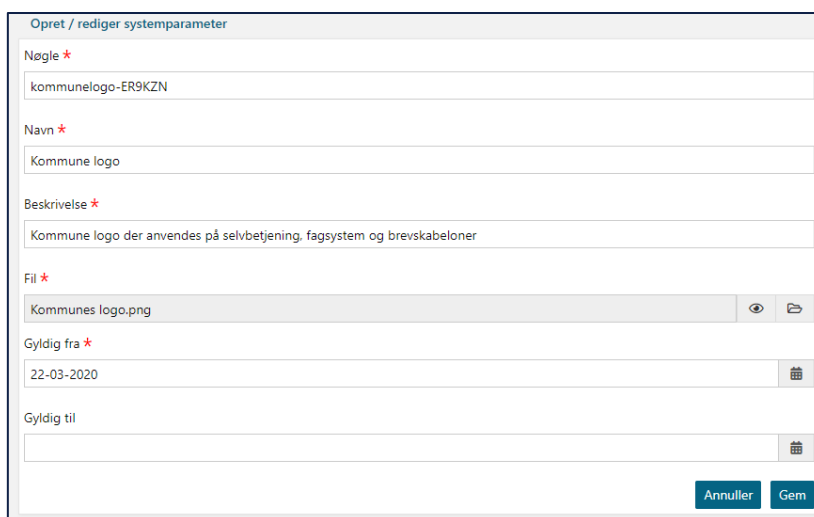 Opret / rediger systemparameter
Nøgle *
kommunelogo-ER9KZN
Navn *
Kommune logo
Beskrivelse *
Kommune logo der anvendes på selvbetjening, fagsystem og brevskabeloner
Fil *
Kommunes logo.png
Gyldig fra *
22-03-2020
Gyldig til
Annuller Gem